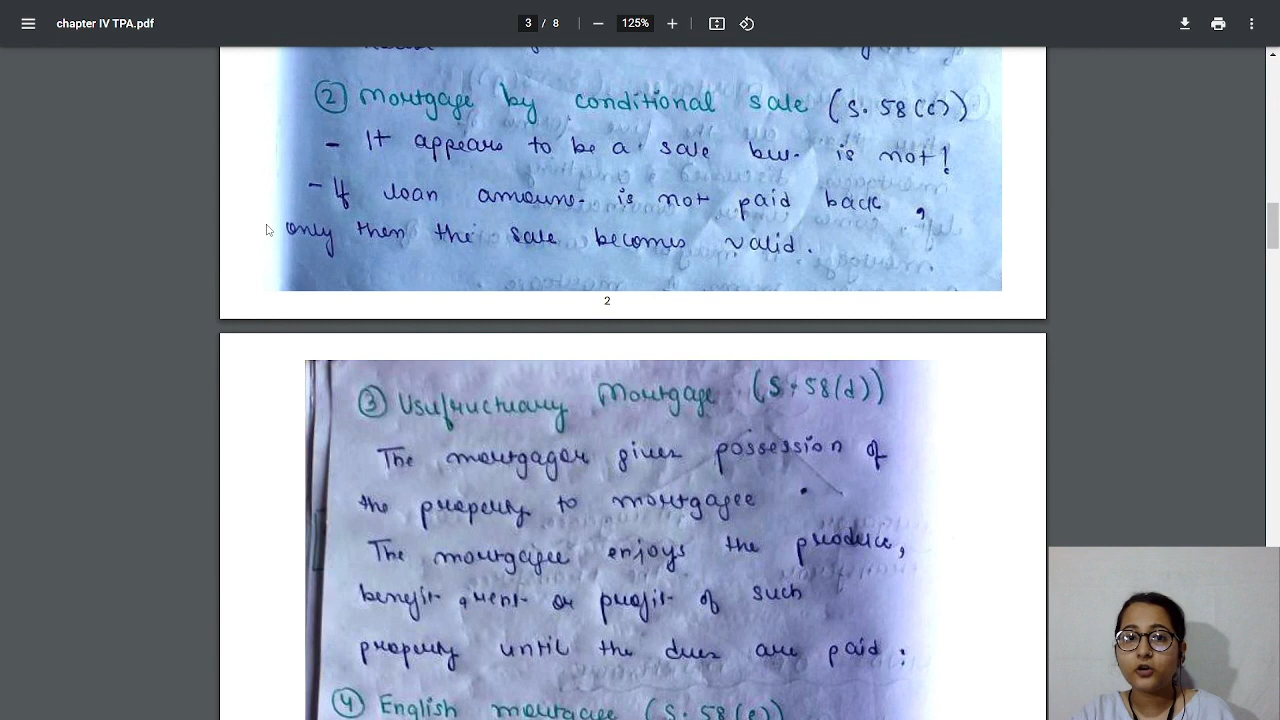 chapter IV TPA.pdf
3 / 8
125%
② Mortgage by conditional sale (S. 58(c))
- It appears to be a sale but is not!
- If loan amount is not paid back ,
only then the sale becomes valid .
2
③ Usufructuary Mortgage (S. 58(d))
The mortgagor gives possession of
the property to mortgagee .
The mortgagee enjoys the produce,
benefit rent or profit of such
property until the dues are paid .
④ English mortgage (S. 58(e))